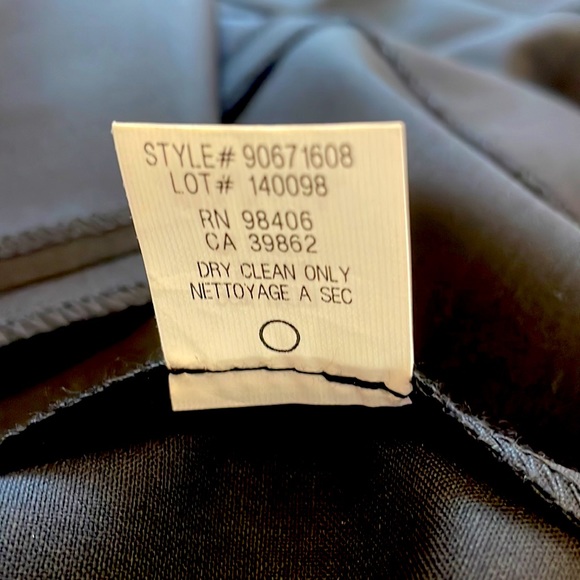 STYLE# 90671608
LOT# 140098
RN 98406
CA 39862
DRY CLEAN ONLY
NETTOYAGE A SEC